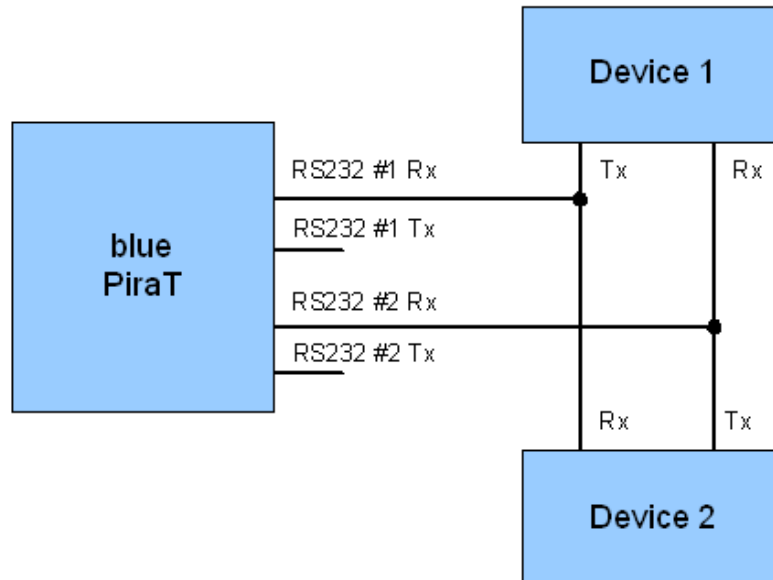 Device 1
RS232 #1 Rx
Tx
Rx
RS232 #1 Tx
blue
PiraT
RS232 #2 Rx
RS232 #2 Tx
Rx
Tx
Device 2